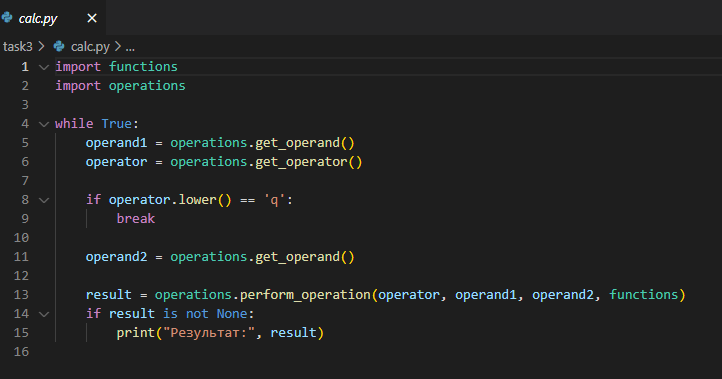 calc.py
task3 > calc.py > ...
1 import functions
2 import operations
3
4 while True:
5     operand1 = operations.get_operand()
6     operator = operations.get_operator()
7
8     if operator.lower() == 'q':
9         break
10
11     operand2 = operations.get_operand()
12
13     result = operations.perform_operation(operator, operand1, operand2, functions)
14     if result is not None:
15         print("Результат:", result)
16